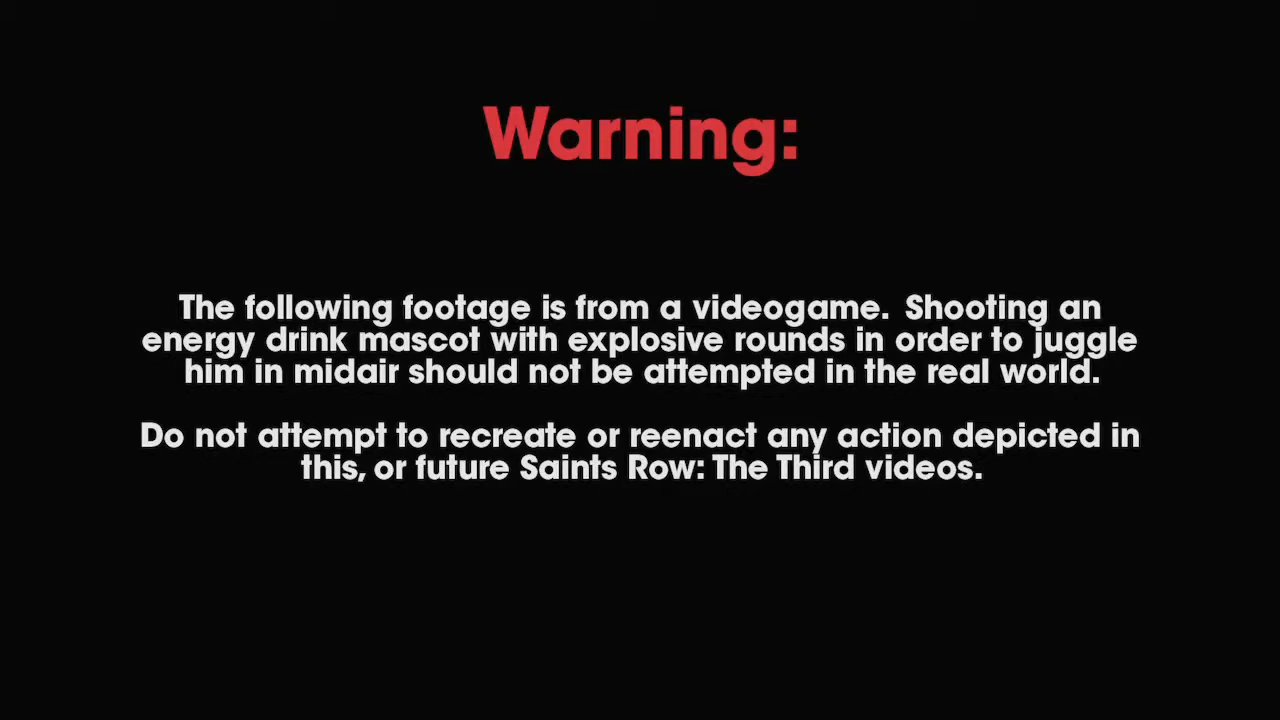 Warning:
The following footage is from a videogame.  Shooting an
energy drink mascot with explosive rounds in order to juggle
him in midair should not be attempted in the real world.
Do not attempt to recreate or reenact any action depicted in
this, or future Saints Row: The Third videos.